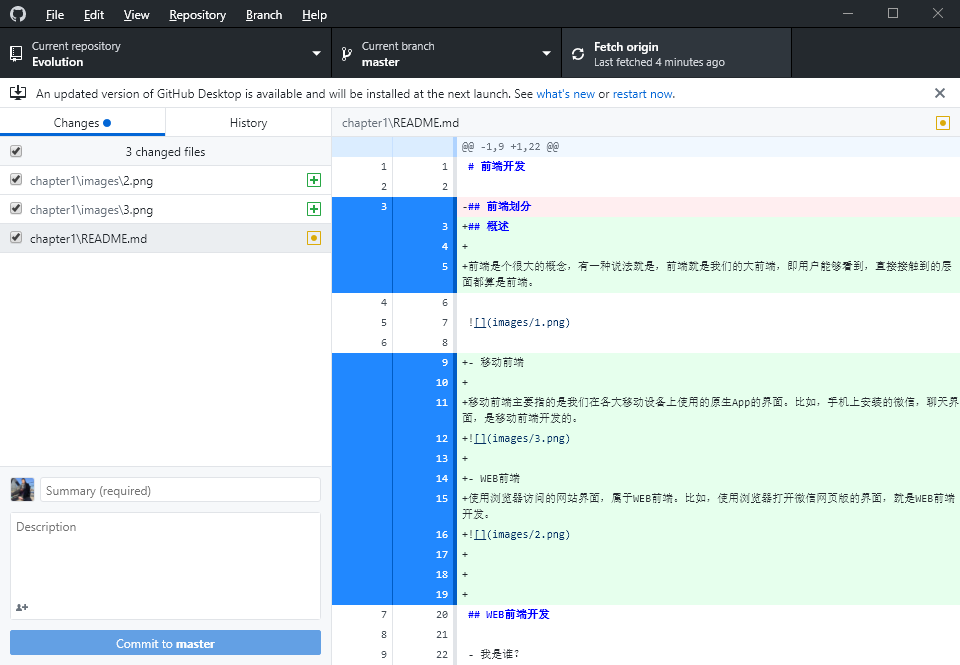 File Edit View Repository Branch Help
Current repository
Evolution
Current branch
master
Fetch origin
Last fetched 4 minutes ago
An updated version of GitHub Desktop is available and will be installed at the next launch. See what's new or restart now.
Changes
History
3 changed files
chapter1\images\2.png
chapter1\images\3.png
chapter1\README.md
Summary (required)
Description
Commit to master
chapter1\README.md
@@ -1,9 +1,22 @@
1 1 # 前端开发
2 2
3 -## 前端划分
3 +## 概述
4 +
5 +前端是个很大的概念，有一种说法就是，前端就是我们的大前端，即用户能够看到，直接接触到的层
面都算是前端。
4 6
5 7 ![](images/1.png)
6 8
9 +- 移动前端
10 +
11 +移动前端主要指的是我们在各大移动设备上使用的原生App的界面。比如，手机上安装的微信，聊天界
面，是移动前端开发的。
12 +![](images/3.png)
13 +
14 +- WEB前端
15 +使用浏览器访问的网站界面，属于WEB前端。比如，使用浏览器打开微信网页版的界面，就是WEB前端
开发。
16 +![](images/2.png)
17 +
18 +
19 +
7 20 ## WEB前端开发
8 21
9 22 - 我是谁?